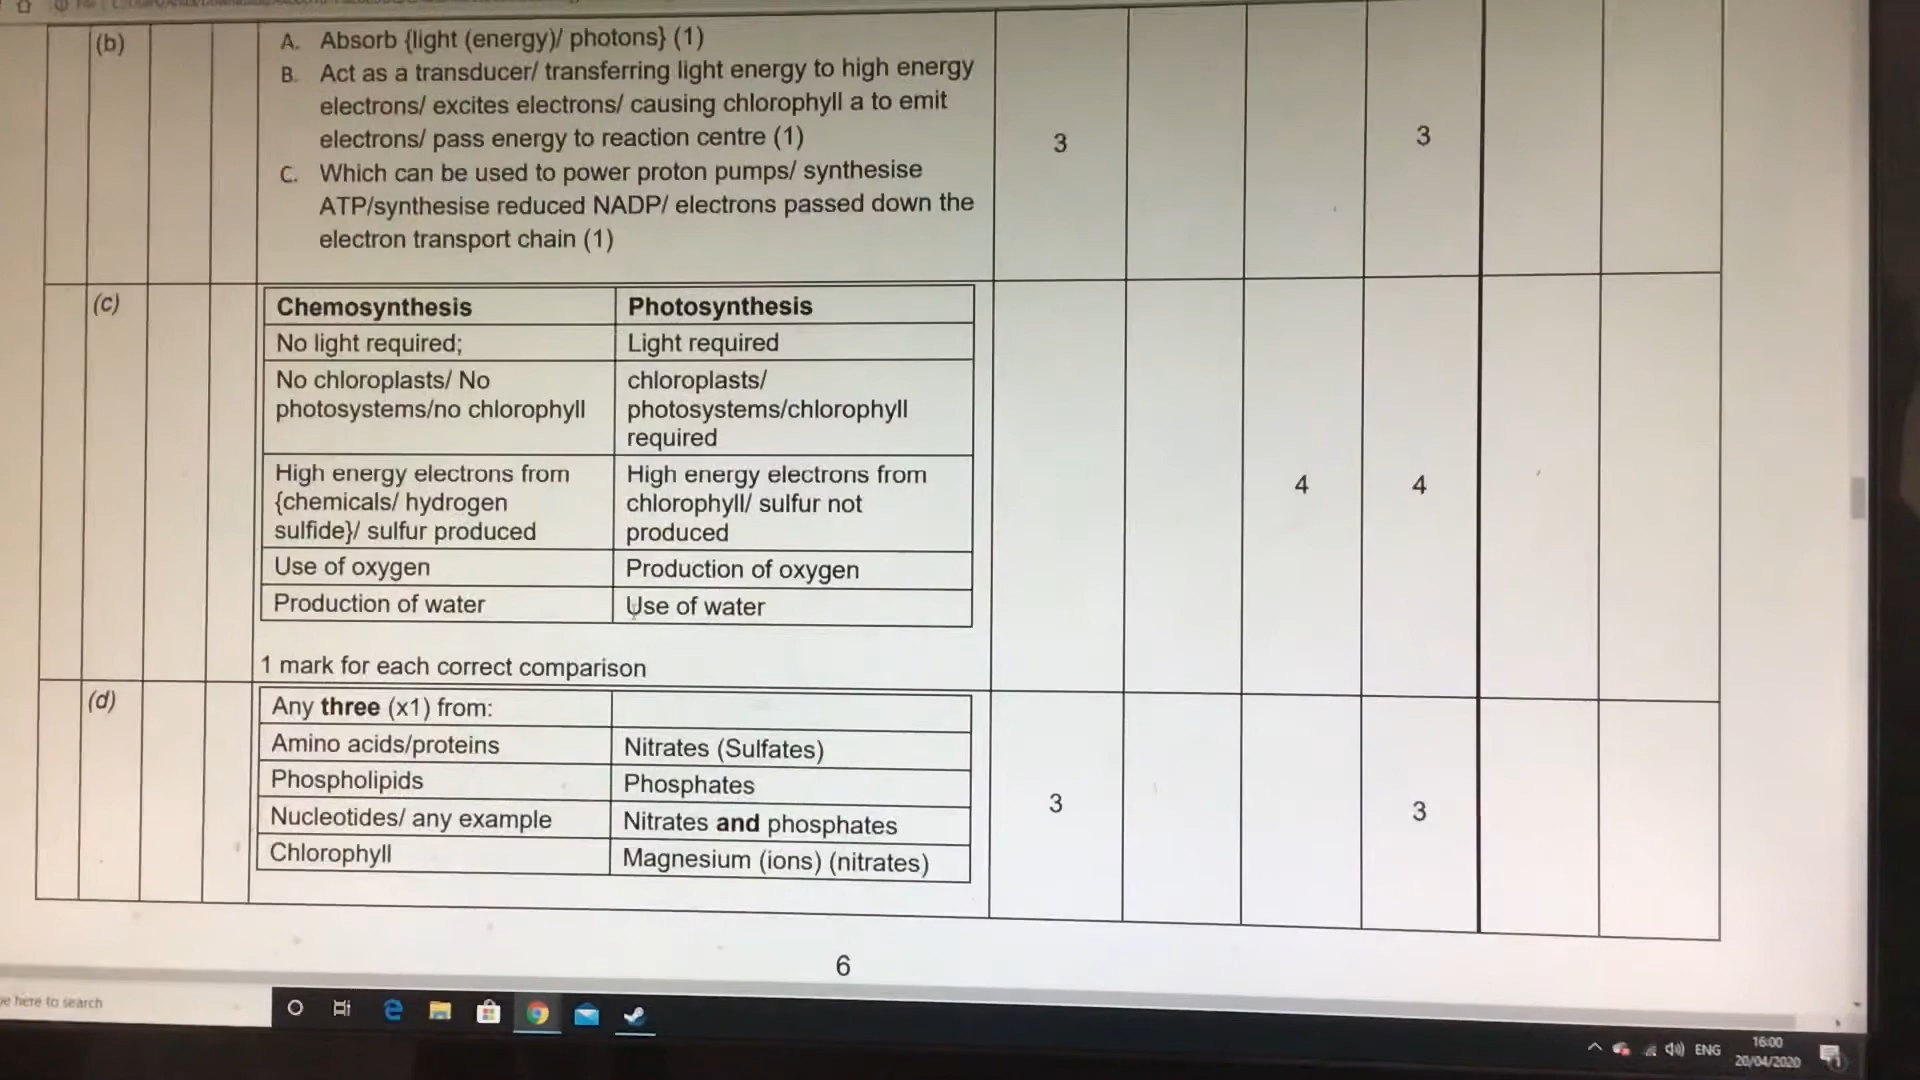 (b)
A. Absorb {light (energy)/ photons} (1)
B. Act as a transducer/ transferring light energy to high energy
electrons/ excites electrons/ causing chlorophyll a to emit
electrons/ pass energy to reaction centre (1)
C. Which can be used to power proton pumps/ synthesise
ATP/synthesise reduced NADP/ electrons passed down the
electron transport chain (1)
3
3
(c)
Chemosynthesis
Photosynthesis
No light required;
Light required
No chloroplasts/ No
photosystems/no chlorophyll
chloroplasts/
photosystems/chlorophyll
required
High energy electrons from
{chemicals/ hydrogen
sulfide}/ sulfur produced
High energy electrons from
chlorophyll/ sulfur not
produced
Use of oxygen
Production of oxygen
Production of water
Use of water
1 mark for each correct comparison
4
4
(d)
Any three (x1) from:
Amino acids/proteins
Nitrates (Sulfates)
Phospholipids
Phosphates
Nucleotides/ any example
Nitrates and phosphates
Chlorophyll
Magnesium (ions) (nitrates)
3
3
6
here to search
ENG
16:00
20/04/2020